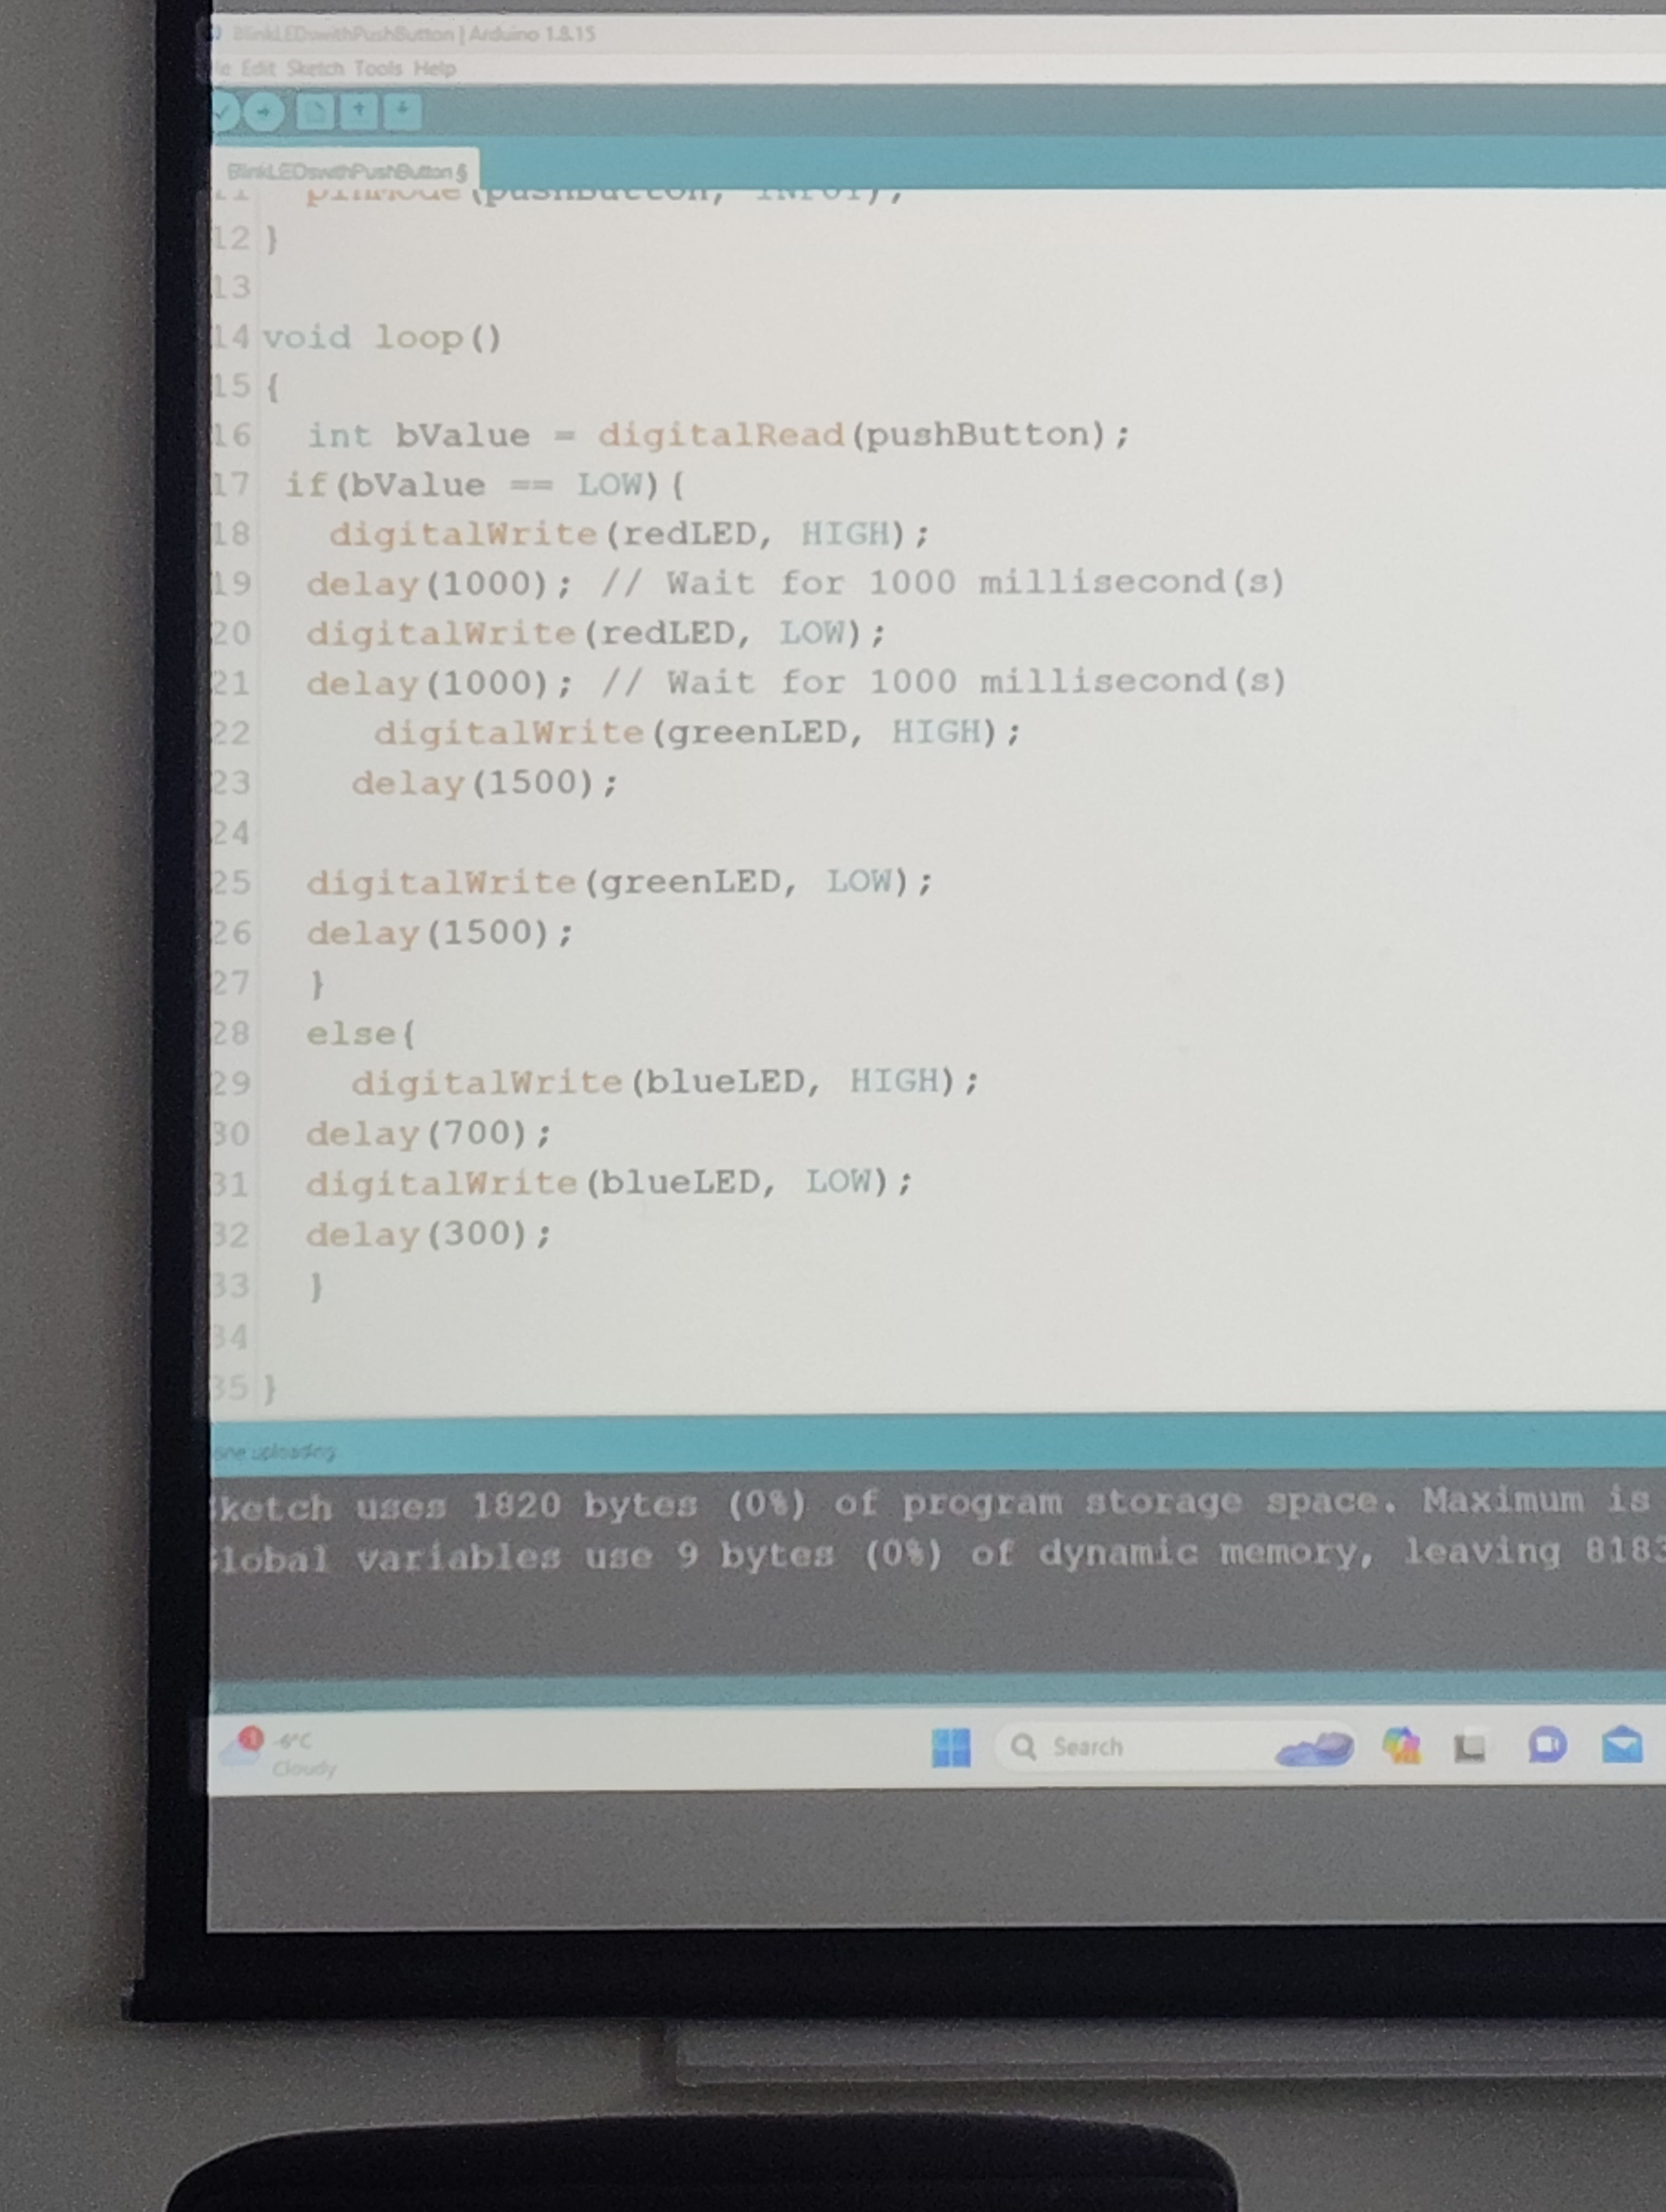 BlinkLEDswithPushButton | Arduino 1.8.15
Edit Sketch Tools Help
BlinkLEDswithPushButton §
11 pinMode(pushButton, INPUT);
12 }
13
14 void loop()
15 {
16 int bValue = digitalRead(pushButton);
17 if(bValue == LOW){
18 digitalWrite(redLED, HIGH);
19 delay(1000); // Wait for 1000 millisecond(s)
20 digitalWrite(redLED, LOW);
21 delay(1000); // Wait for 1000 millisecond(s)
22 digitalWrite(greenLED, HIGH);
23 delay(1500);
24
25 digitalWrite(greenLED, LOW);
26 delay(1500);
27 }
28 else{
29 digitalWrite(blueLED, HIGH);
30 delay(700);
31 digitalWrite(blueLED, LOW);
32 delay(300);
33 }
34
35 }
one uploading
Sketch uses 1820 bytes (0%) of program storage space. Maximum is
Global variables use 9 bytes (0%) of dynamic memory, leaving 8183
1
-6°C
Cloudy
Search